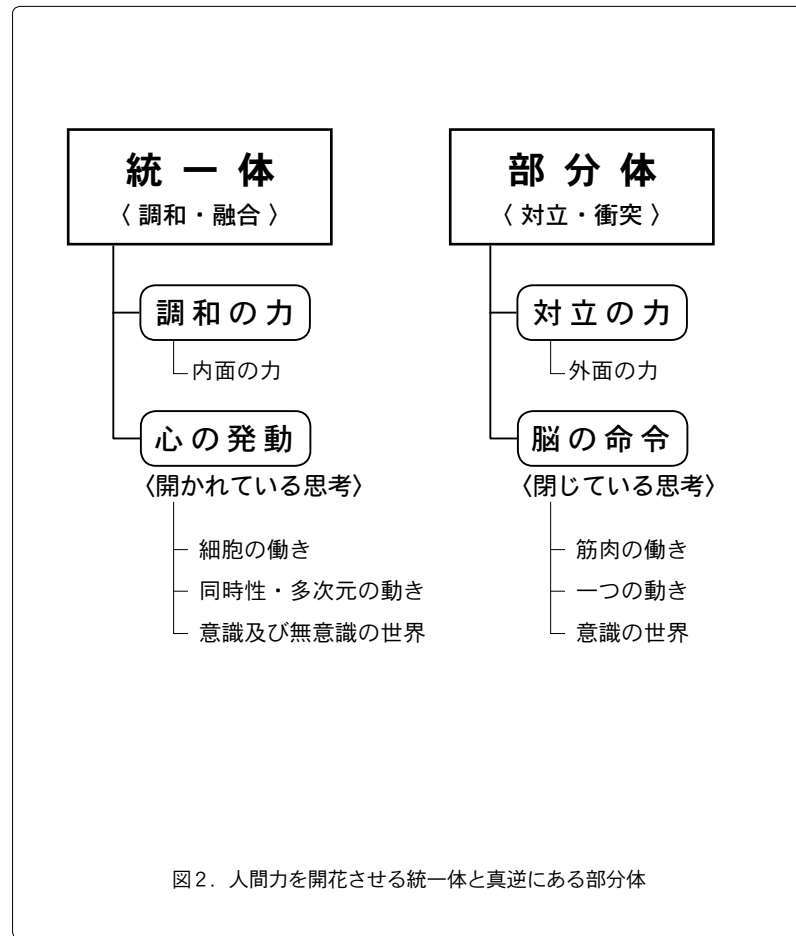 統一体
〈 調和・融合 〉
調和の力
内面の力
心の発動
〈開かれている思考〉
細胞の働き
同時性・多次元の動き
意識及び無意識の世界
部分体
〈 対立・衝突 〉
対立の力
外面の力
脳の命令
〈閉じている思考〉
筋肉の働き
一つの動き
意識の世界
図2．人間力を開花させる統一体と真逆にある部分体